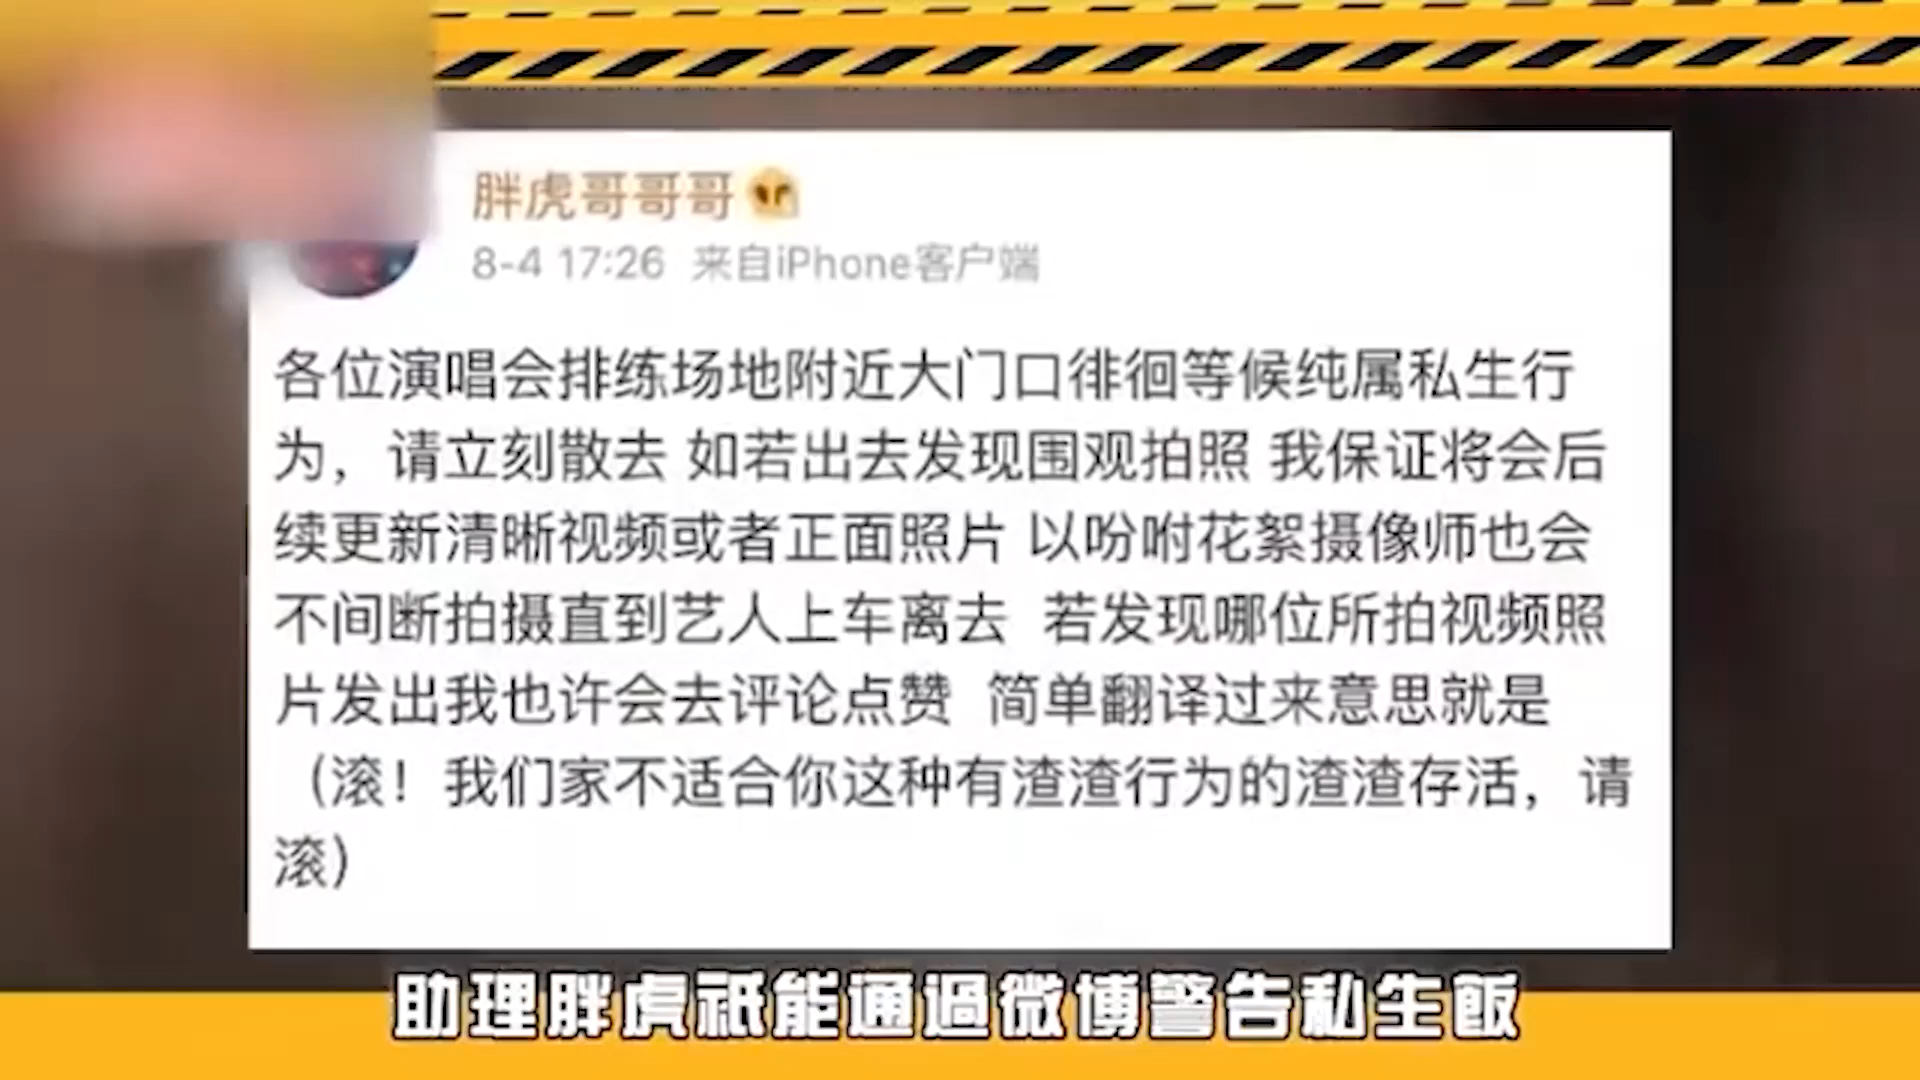 胖虎哥哥哥
8-4 17:26 来自iPhone客户端
各位演唱会排练场地附近大门口徘徊等候纯属私生行
为，请立刻散去 如若出去发现围观拍照 我保证将会后
续更新清晰视频或者正面照片 以吩咐花絮摄像师也会
不间断拍摄直到艺人上车离去 若发现哪位所拍视频照
片发出我也许会去评论点赞 简单翻译过来意思就是
（滚！我们家不适合你这种有渣渣行为的渣渣存活，请
滚）
助理胖虎祇能通過微博警告私生飯